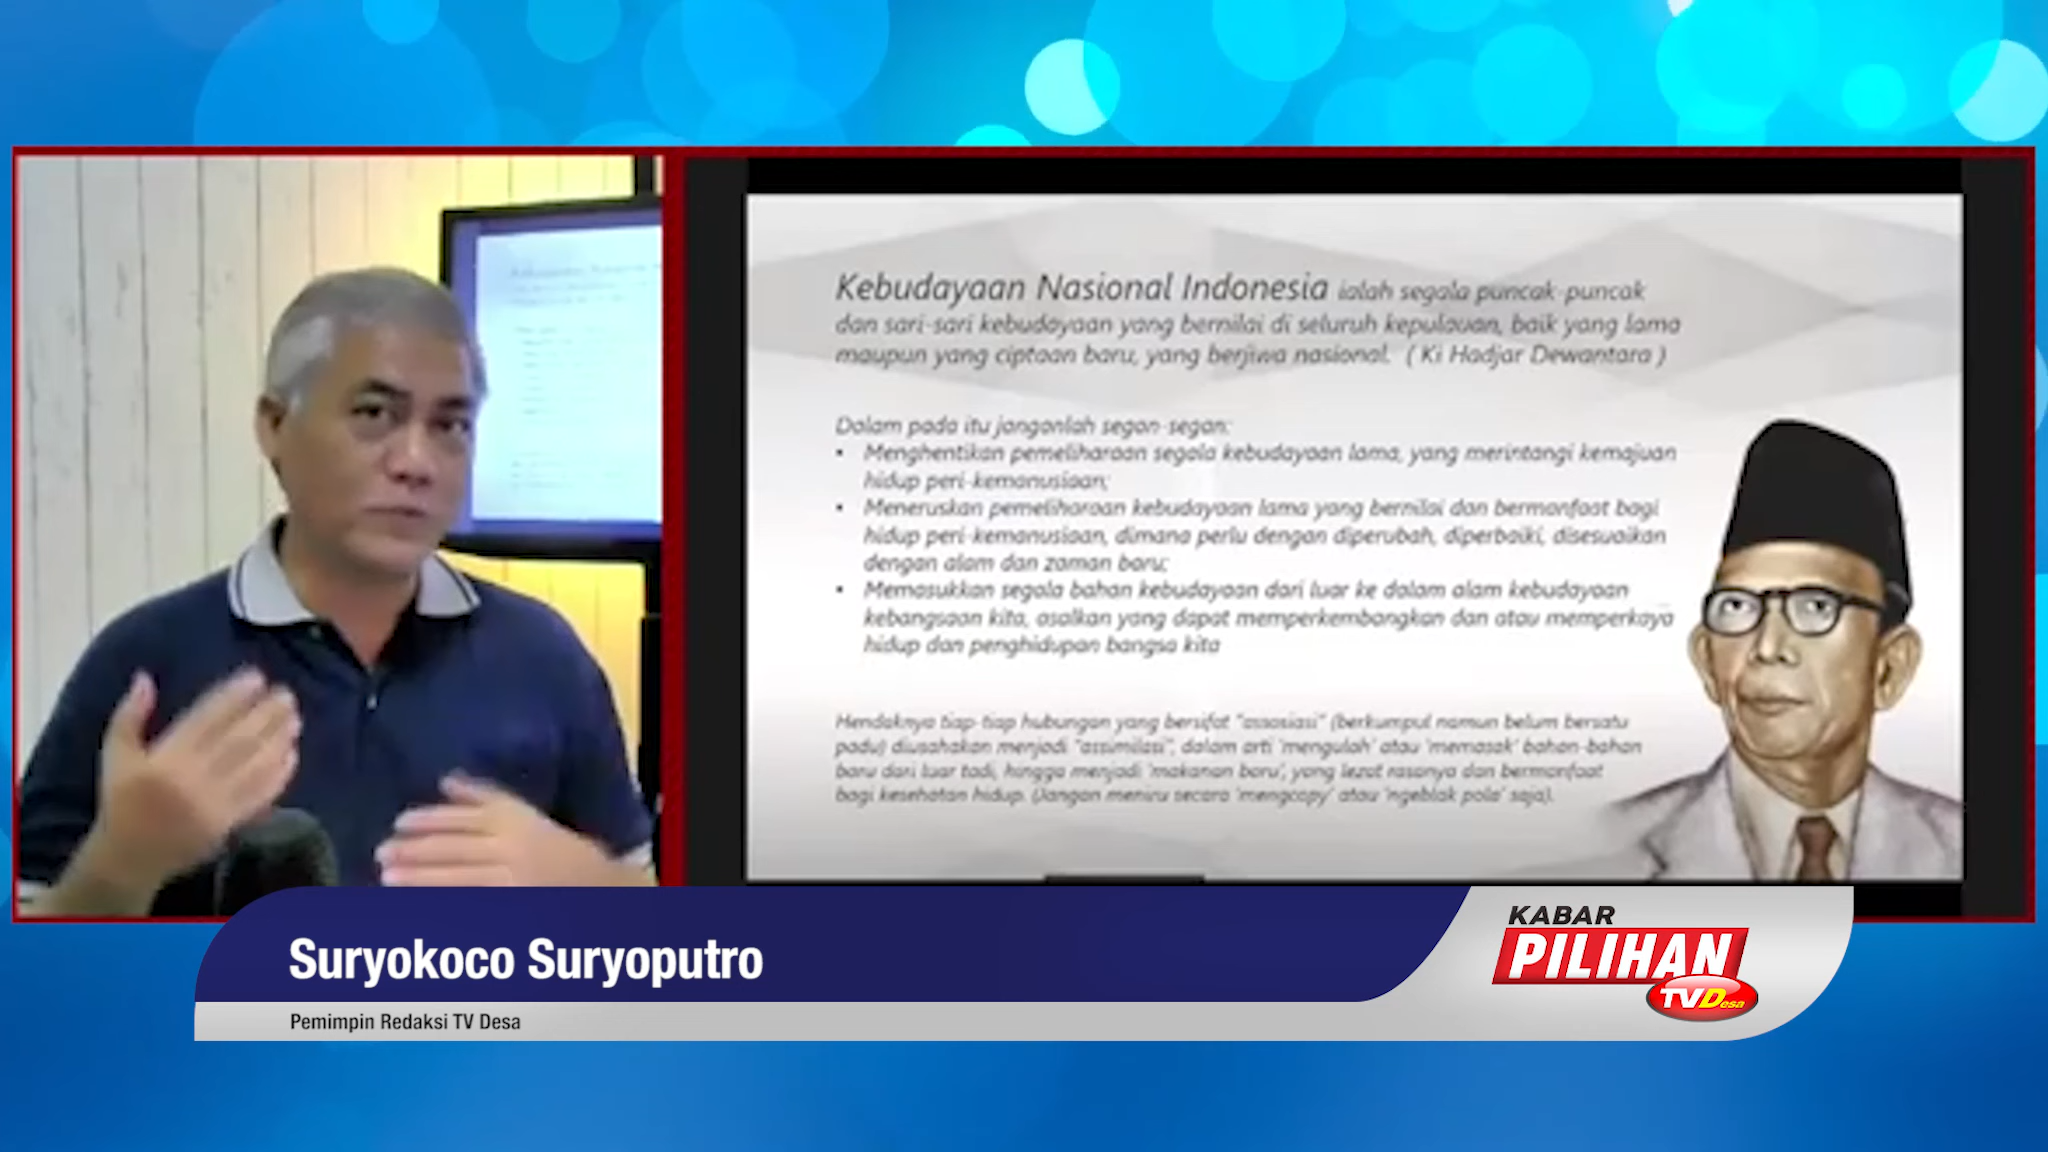 Kebudayaan Nasional Indonesia ialah segala puncak-puncak
dan sari-sari kebudayaan yang bernilai di seluruh kepulauan, baik yang lama
maupun yang ciptaan baru, yang berjiwa nasional. ( Ki Hadjar Dewantara )
Dalam pada itu janganlah segan-segan:
• Menghentikan pemeliharaan segala kebudayaan lama, yang merintangi kemajuan
hidup peri-kemanusiaan;
• Meneruskan pemeliharaan kebudayaan lama yang bernilai dan bermanfaat bagi
hidup peri-kemanusiaan, dimana perlu dengan diperubah, diperbaiki, disesuaikan
dengan alam dan zaman baru;
• Memasukkan segala bahan kebudayaan dari luar ke dalam alam kebudayaan
kebangsaan kita, asalkan yang dapat memperkembangkan dan atau memperkaya
hidup dan penghidupan bangsa kita
Hendaknya tiap-tiap hubungan yang bersifat "assosiasi" (berkumpul namun belum bersatu
padu) diusahakan menjadi "assimilasi", dalam arti 'mengulah' atau 'memasak' bahan-bahan
baru dari luar tadi, hingga menjadi 'makanan baru', yang lezat rasanya dan bermanfaat
bagi kesehatan hidup. (Jangan meniru secara 'mengcopy' atau 'ngeblak pola' saja).
Suryokoco Suryoputro
Pemimpin Redaksi TV Desa
KABAR
PILIHAN
TVDesa